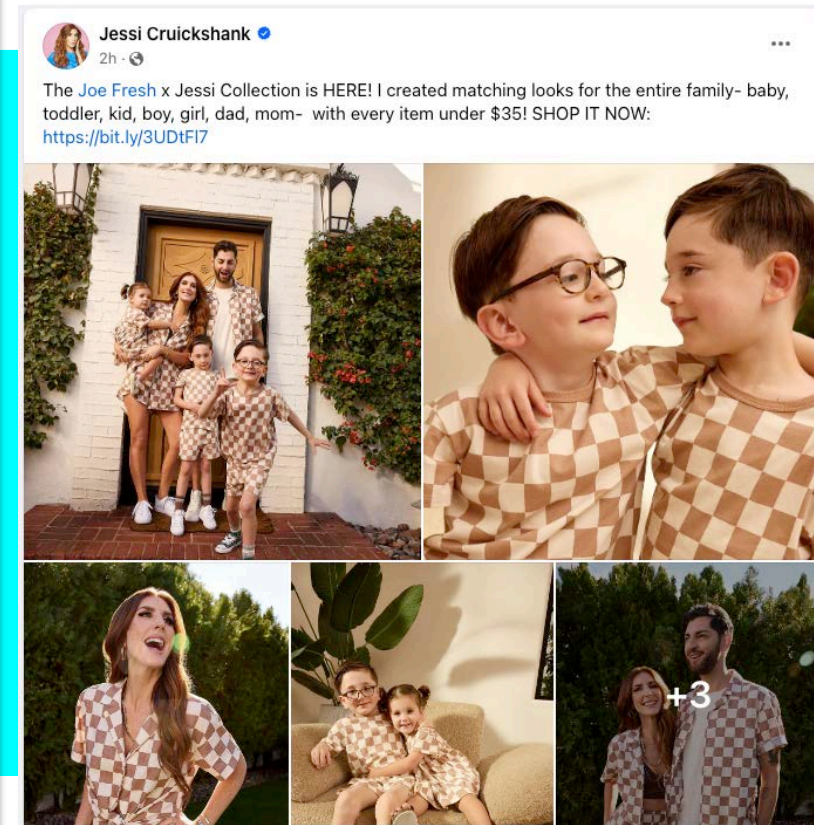 Jessi Cruickshank
2h
The Joe Fresh x Jessi Collection is HERE! I created matching looks for the entire family- baby,
toddler, kid, boy, girl, dad, mom- with every item under $35! SHOP IT NOW:
https://bit.ly/3UDtFl7
+3